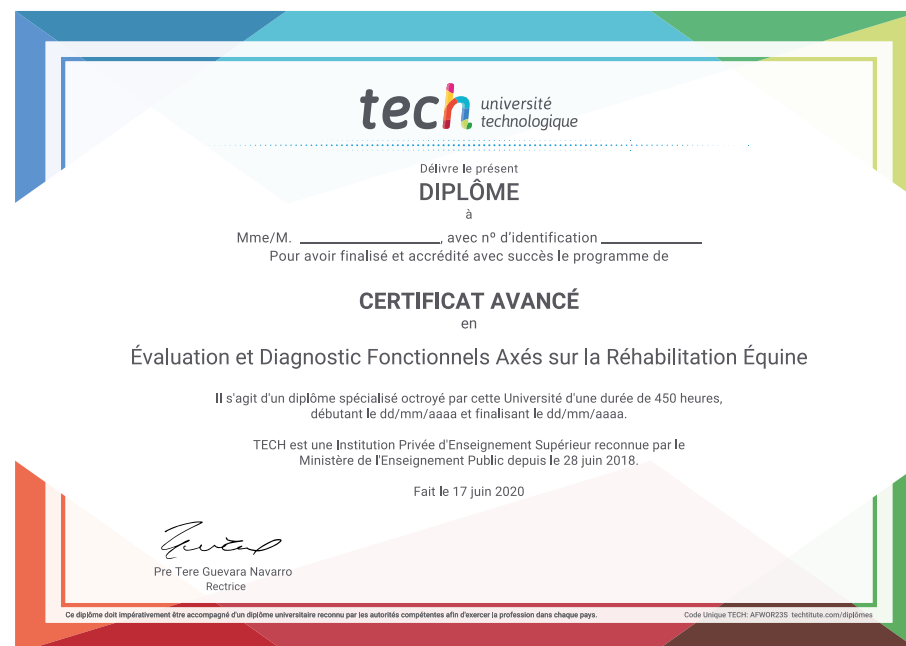 tech université
technologique
Délivre le présent
DIPLÔME
à
Mme/M. ____________________, avec nº d'identification ______________
Pour avoir finalisé et accrédité avec succès le programme de
CERTIFICAT AVANCÉ
en
Évaluation et Diagnostic Fonctionnels Axés sur la Réhabilitation Équine
Il s'agit d'un diplôme spécialisé octroyé par cette Université d'une durée de 450 heures,
débutant le dd/mm/aaaa et finalisant le dd/mm/aaaa.
TECH est une Institution Privée d'Enseignement Supérieur reconnue par le
Ministère de l'Enseignement Public depuis le 28 juin 2018.
Fait le 17 juin 2020
Pre Tere Guevara Navarro
Rectrice
Ce diplôme doit impérativement être accompagné d'un diplôme universitaire reconnu par les autorités compétentes afin d'exercer la profession dans chaque pays.
Code Unique TECH: AFWOR23S techtitute.com/diplômes